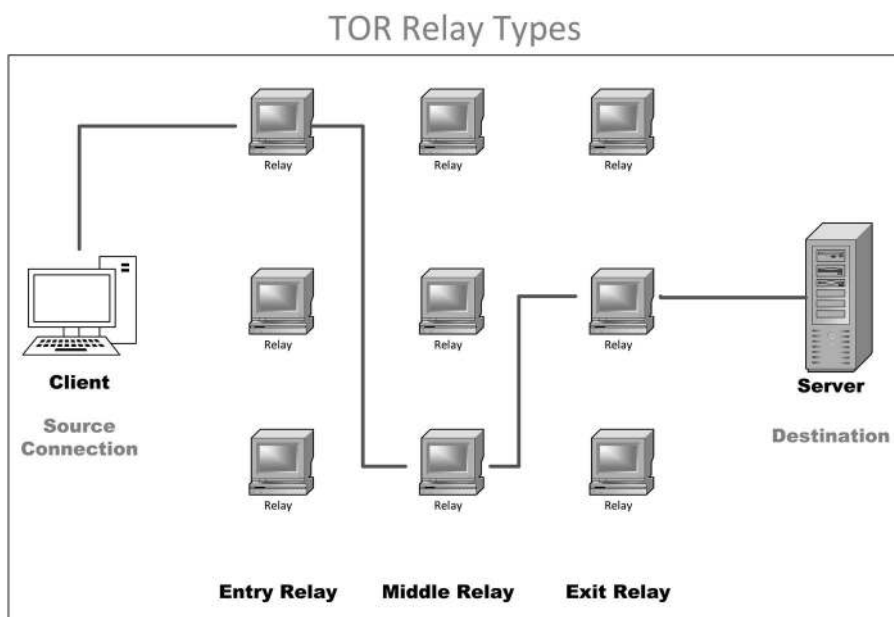 TOR Relay Types
Relay
Relay
Relay
Relay
Relay
Relay
Client
Server
Source
Connection
Destination
Relay
Relay
Relay
Entry Relay
Middle Relay
Exit Relay